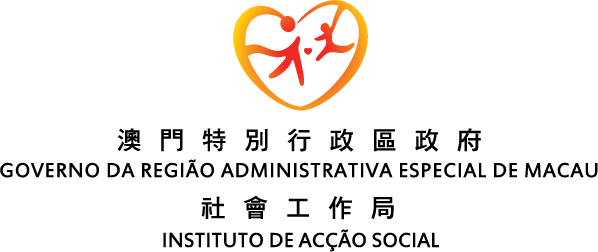 澳門特別行政區政府
GOVERNO DA REGIÃO ADMINISTRATIVA ESPECIAL DE MACAU
社會工作局
INSTITUTO DE ACÇÃO SOCIAL